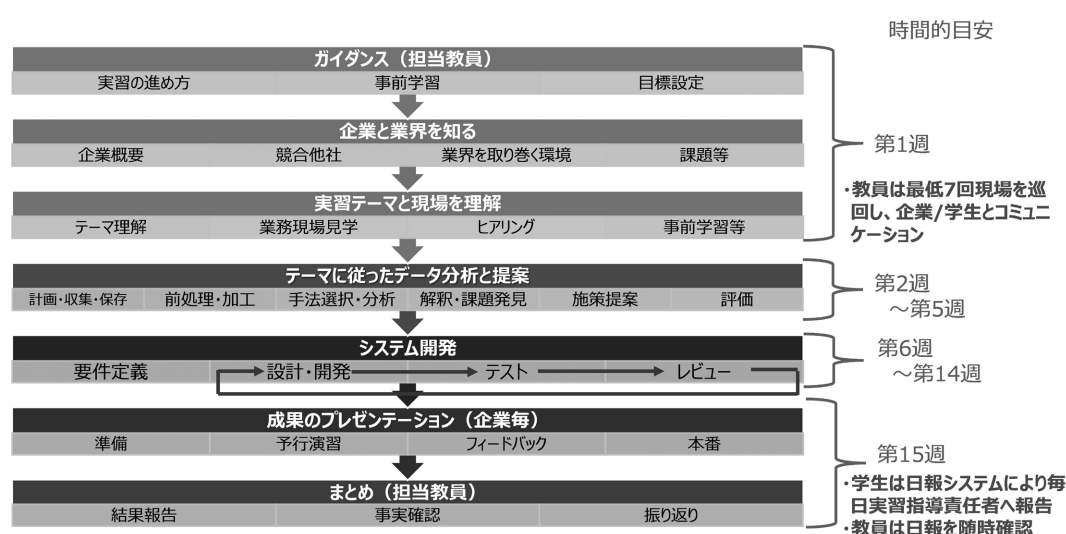 時間的目安
ガイダンス（担当教員）
実習の進め方 事前学習 目標設定
企業と業界を知る
企業概要 競合他社 業界を取り巻く環境 課題等
第1週
実習テーマと現場を理解
テーマ理解 業務現場見学 ヒアリング 事前学習等
・教員は最低7回現場を巡
回し、企業/学生とコミュニ
ケーション
テーマに従ったデータ分析と提案
計画・収集・保存 前処理・加工 手法選択・分析 解釈・課題発見 施策提案 評価
第2週
～第5週
システム開発
要件定義 設計・開発 テスト レビュー
第6週
～第14週
成果のプレゼンテーション（企業毎）
準備 予行演習 フィードバック 本番
第15週
まとめ（担当教員）
結果報告 事実確認 振り返り
・学生は日報システムにより毎
日実習指導責任者へ報告
・教員は日報を随時確認